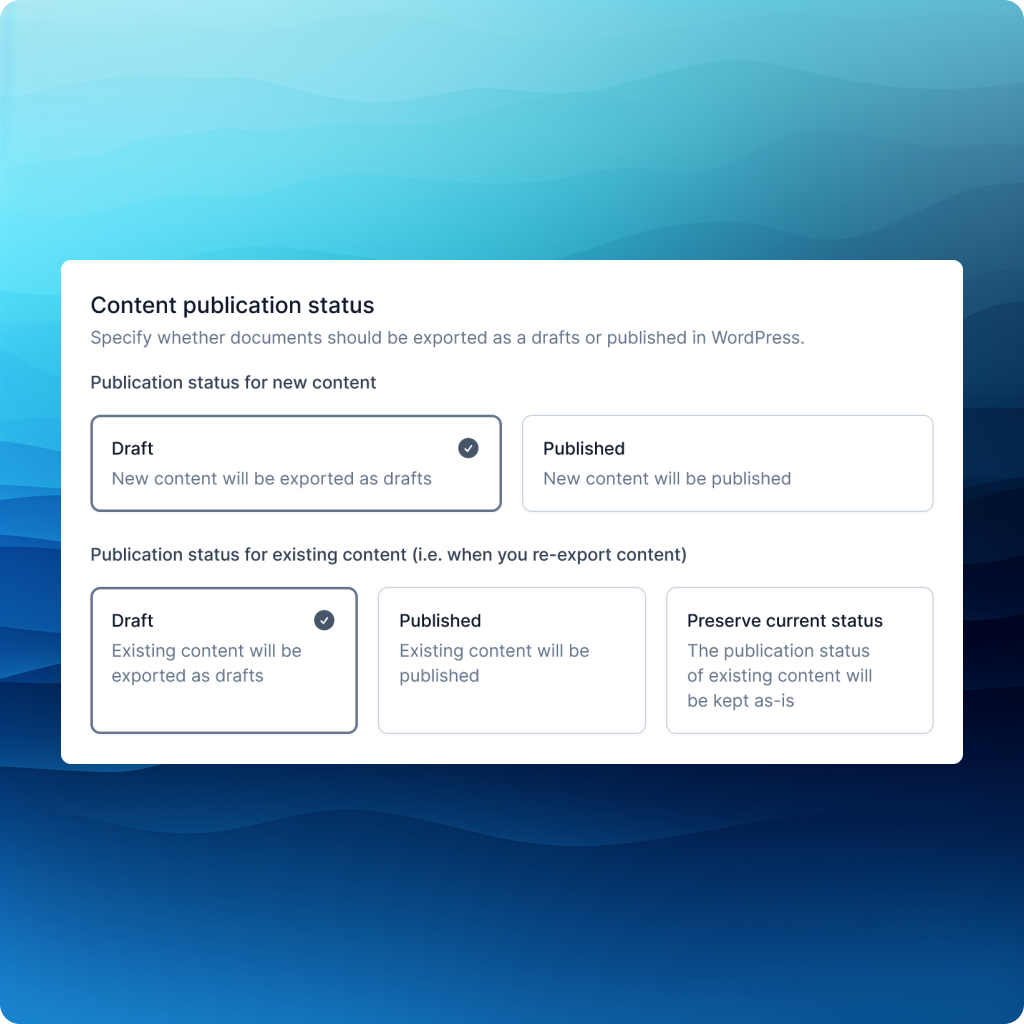 Content publication status
Specify whether documents should be exported as a drafts or published in WordPress.
Publication status for new content
Draft
New content will be exported as drafts
Published
New content will be published
Publication status for existing content (i.e. when you re-export content)
Draft
Existing content will be
exported as drafts
Published
Existing content will be
published
Preserve current status
The publication status
of existing content will
be kept as-is